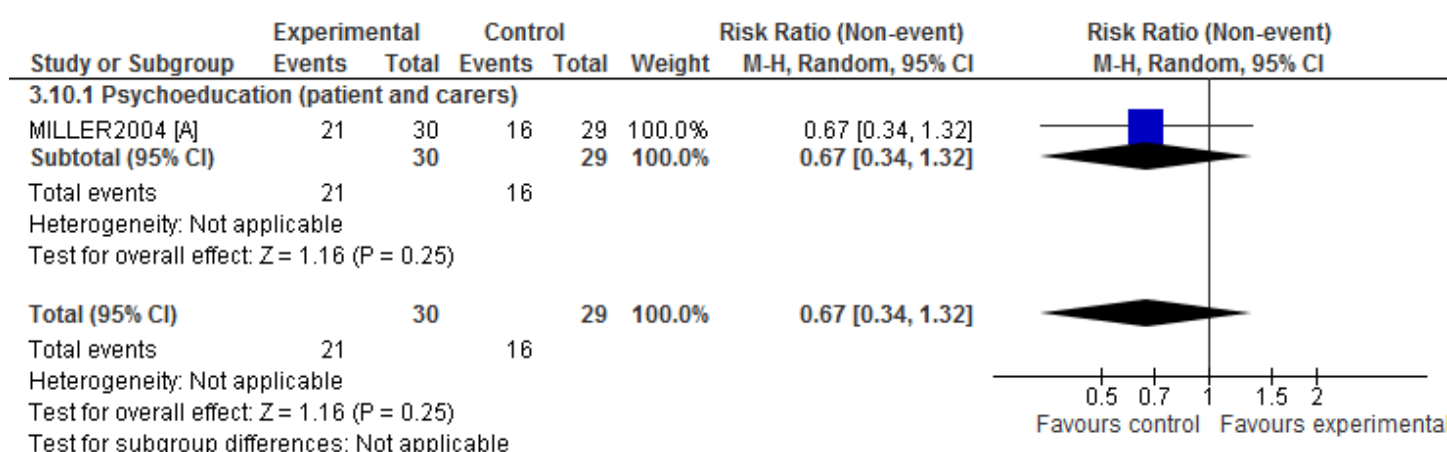 Experimental Control Risk Ratio (Non-event) Risk Ratio (Non-event)
Study or Subgroup Events Total Events Total Weight M-H, Random, 95% CI M-H, Random, 95% CI
3.10.1 Psychoeducation (patient and carers)
MILLER2004 [A] 21 30 16 29 100.0% 0.67 [0.34, 1.32]
Subtotal (95% CI) 30 29 100.0% 0.67 [0.34, 1.32]
Total events 21 16
Heterogeneity: Not applicable
Test for overall effect: Z = 1.16 (P = 0.25)
Total (95% CI) 30 29 100.0% 0.67 [0.34, 1.32]
Total events 21 16
Heterogeneity: Not applicable
0.5 0.7 1 1.5 2
Test for overall effect: Z = 1.16 (P = 0.25)
Favours control Favours experimental
Test for subgroup differences: Not applicable